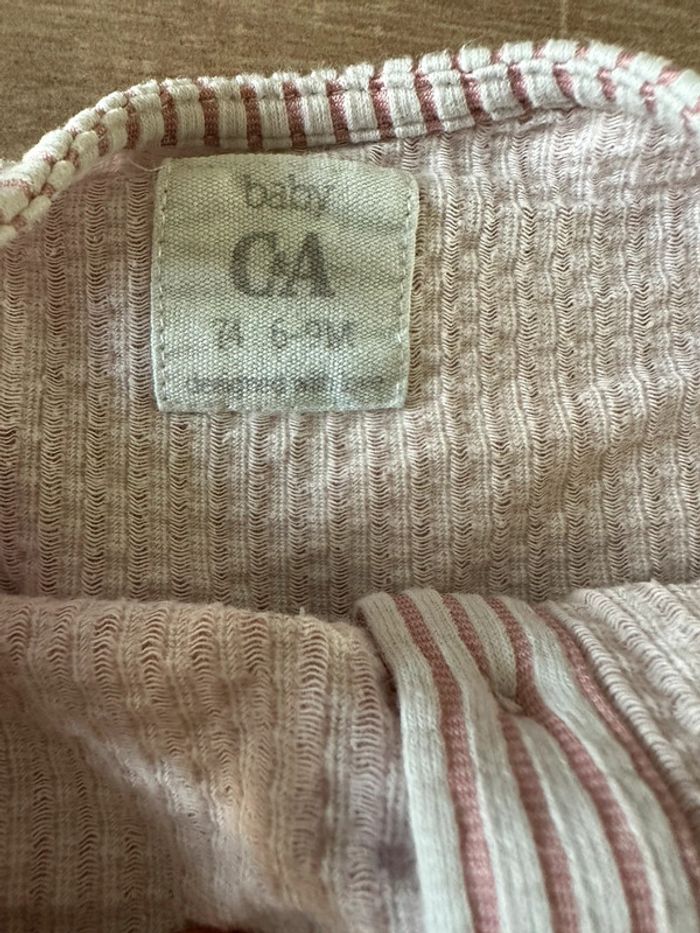 baby
C&A
74 6-9M
designed with love